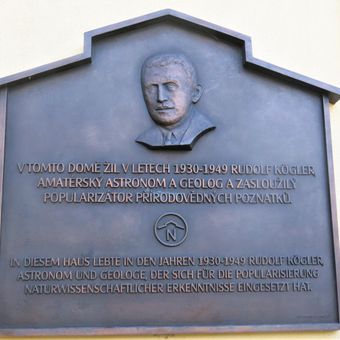 V TOMTO DOMĚ ŽIL V LETECH 1930-1949 RUDOLF KÖGLER,
AMATÉRSKÝ ASTRONOM A GEOLOG A ZASLOUŽILÝ
POPULARIZÁTOR PŘÍRODOVĚDNÝCH POZNATKŮ.
N
IN DIESEM HAUS LEBTE IN DEN JAHREN 1930-1949 RUDOLF KÖGLER,
ASTRONOM UND GEOLOGE, DER SICH FÜR DIE POPULARISIERUNG
NATURWISSENSCHAFTLICHER ERKENNTNISSE EINGESETZT HAT.